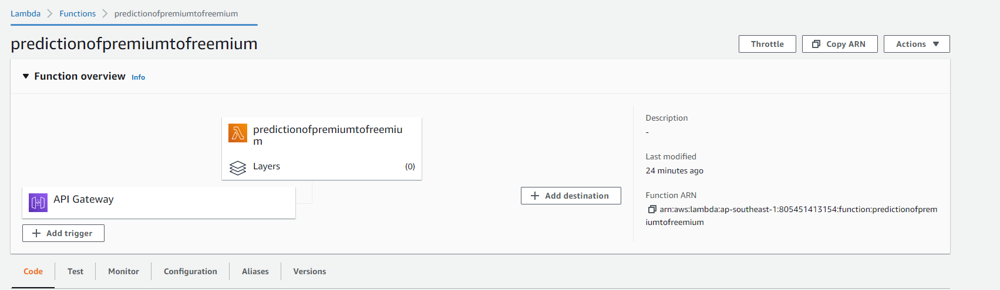 Lambda > Functions > predictionofpremiumtofreemium
predictionofpremiumtofreemium
Throttle
Copy ARN
Actions
Function overview Info
predictionofpremiumtofreemiu
m
Layers (0)
API Gateway
Add trigger
Add destination
Description
-
Last modified
24 minutes ago
Function ARN
arn:aws:lambda:ap-southeast-1:805451413154:function:predictionofprem
iumtofreemium
Code Test Monitor Configuration Aliases Versions